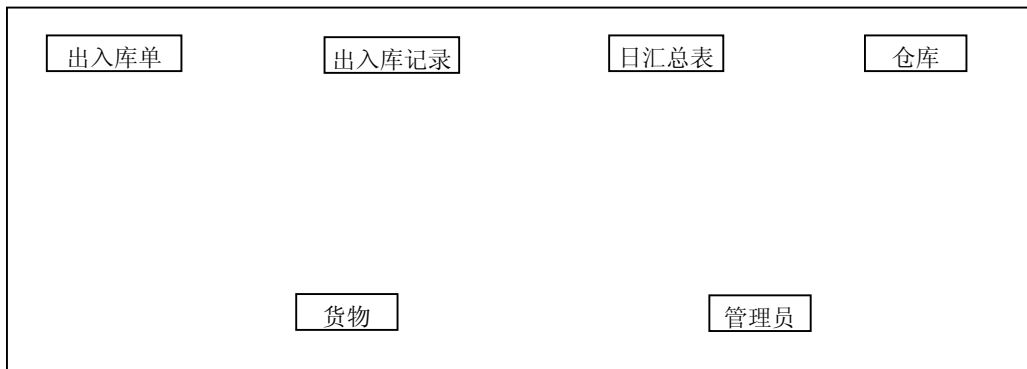 出入库单
出入库记录
日汇总表
仓库
货物
管理员